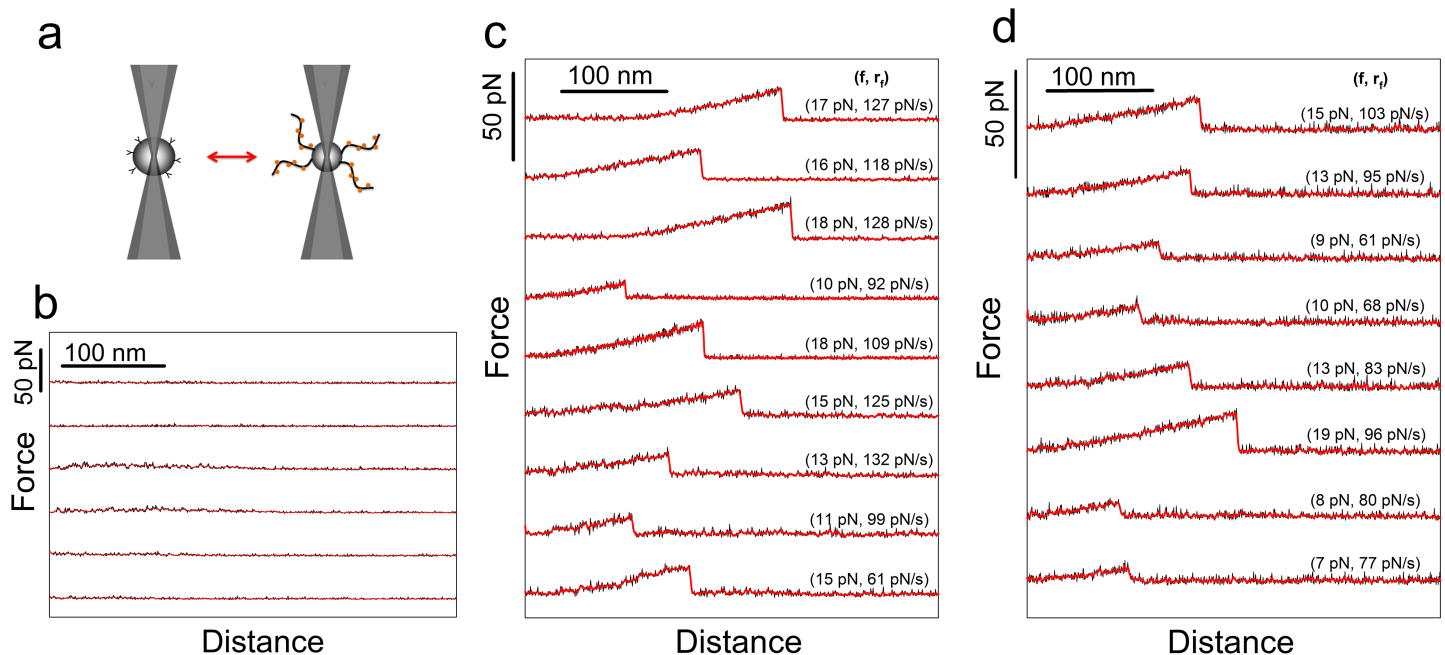 a
b
50 pN
100 nm
Force
Distance
c
50 pN
100 nm
(f, rf)
(17 pN, 127 pN/s)
(16 pN, 118 pN/s)
(18 pN, 128 pN/s)
(10 pN, 92 pN/s)
(18 pN, 109 pN/s)
(15 pN, 125 pN/s)
(13 pN, 132 pN/s)
(11 pN, 99 pN/s)
(15 pN, 61 pN/s)
Force
Distance
d
50 pN
100 nm
(f, rf)
(15 pN, 103 pN/s)
(13 pN, 95 pN/s)
(9 pN, 61 pN/s)
(10 pN, 68 pN/s)
(13 pN, 83 pN/s)
(19 pN, 96 pN/s)
(8 pN, 80 pN/s)
(7 pN, 77 pN/s)
Force
Distance